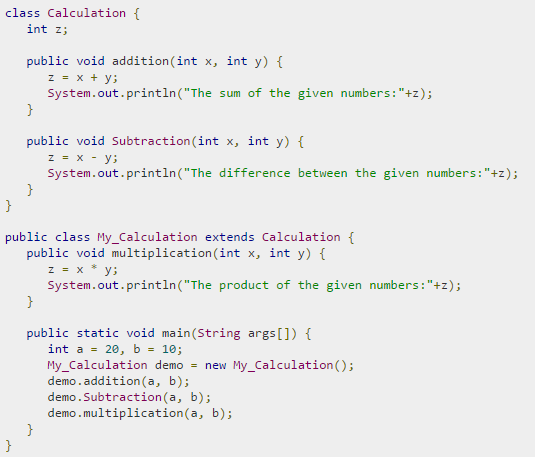 class Calculation {
   int z;

   public void addition(int x, int y) {
      z = x + y;
      System.out.println("The sum of the given numbers:"+z);
   }

   public void Subtraction(int x, int y) {
      z = x - y;
      System.out.println("The difference between the given numbers:"+z);
   }
}

public class My_Calculation extends Calculation {
   public void multiplication(int x, int y) {
      z = x * y;
      System.out.println("The product of the given numbers:"+z);
   }

   public static void main(String args[]) {
      int a = 20, b = 10;
      My_Calculation demo = new My_Calculation();
      demo.addition(a, b);
      demo.Subtraction(a, b);
      demo.multiplication(a, b);
   }
}